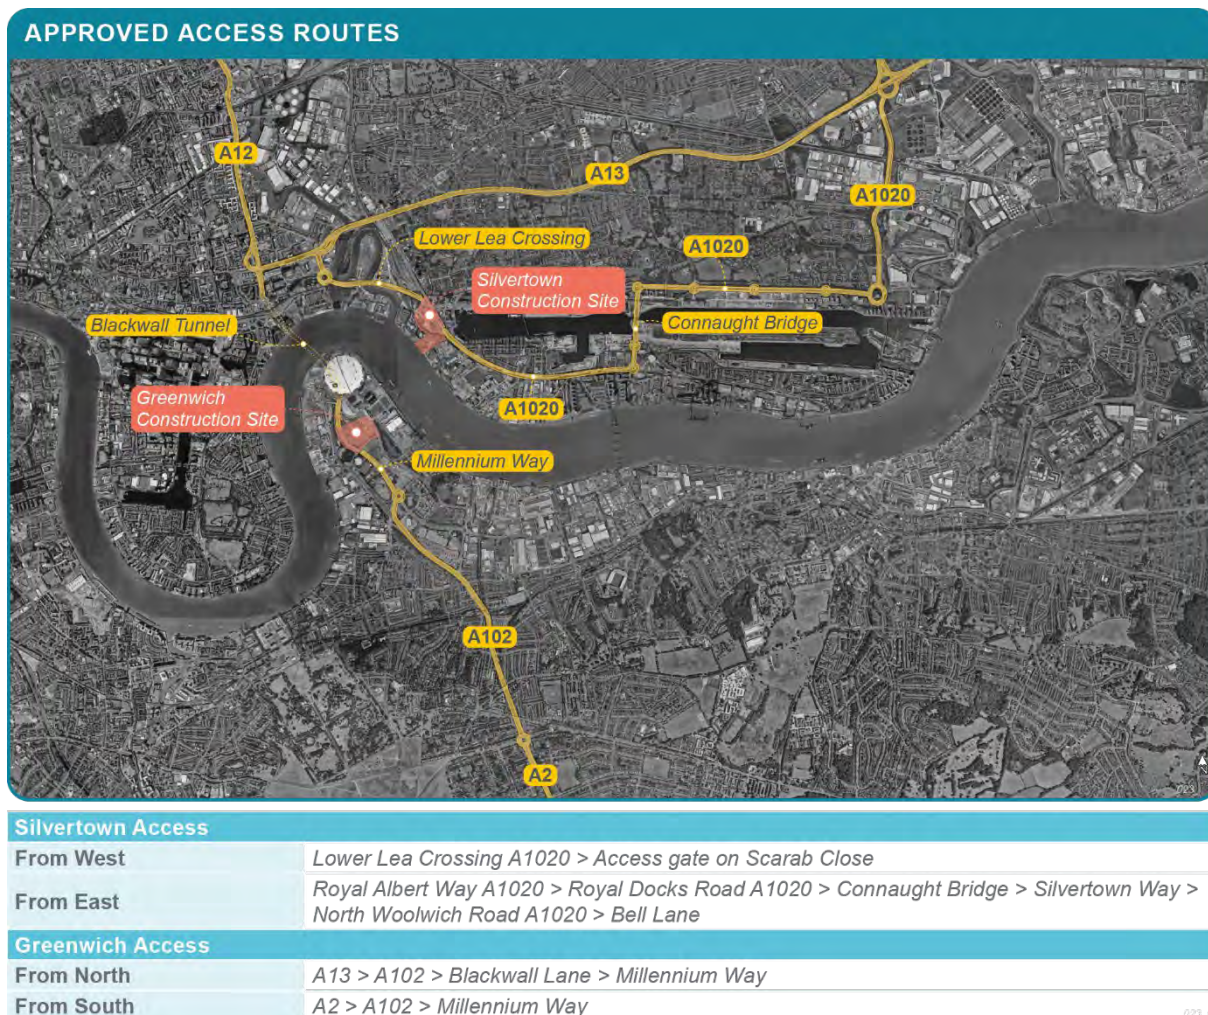 APPROVED ACCESS ROUTES
A12
A13
A1020
Lower Lea Crossing
A1020
Silvertown
Construction Site
Blackwall Tunnel
Connaught Bridge
Greenwich
Construction Site
A1020
Millennium Way
A102
A2
N
023
Silvertown Access
From West
Lower Lea Crossing A1020 > Access gate on Scarab Close
From East
Royal Albert Way A1020 > Royal Docks Road A1020 > Connaught Bridge > Silvertown Way >
North Woolwich Road A1020 > Bell Lane
Greenwich Access
From North
A13 > A102 > Blackwall Lane > Millennium Way
From South
A2 > A102 > Millennium Way
023